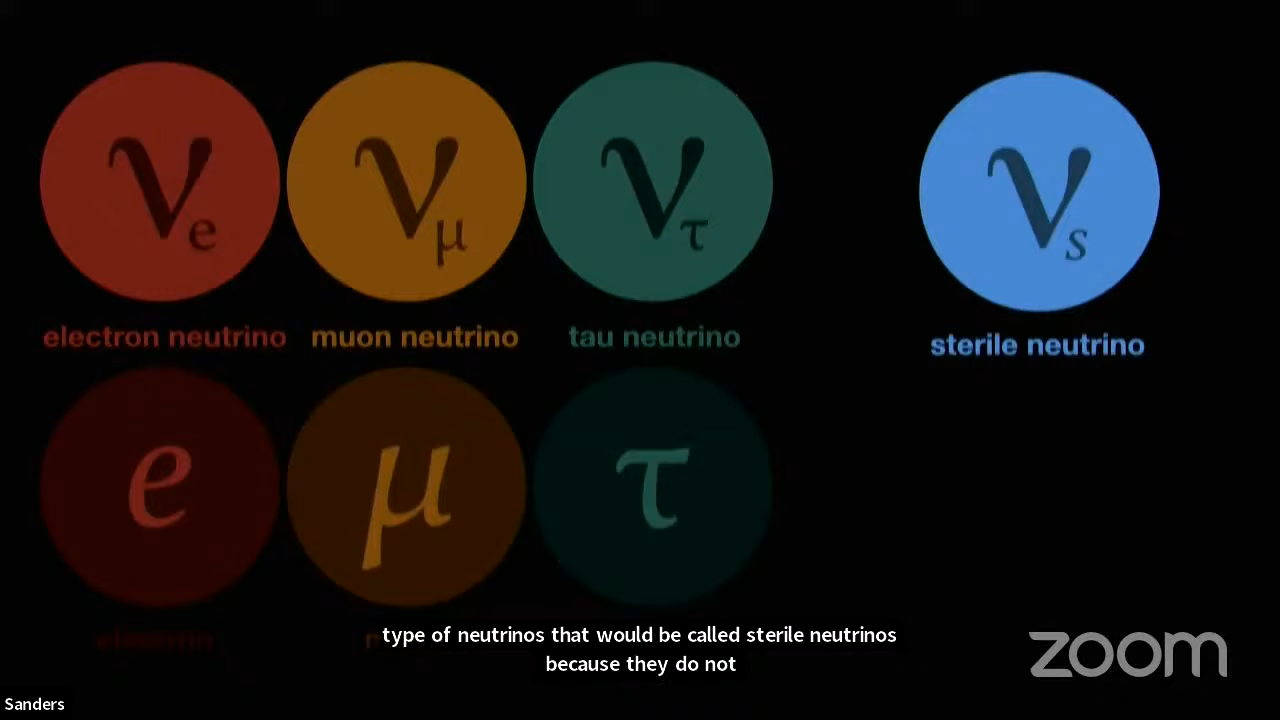 νe νμ ντ νs
electron neutrino muon neutrino tau neutrino sterile neutrino
e μ τ
electron
type of neutrinos that would be called sterile neutrinos
because they do not
zoom
Sanders